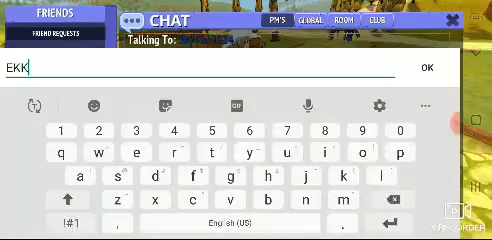 FRIENDS
FRIEND REQUESTS
CHAT
PM'S
GLOBAL
ROOM
CLUB
Talking To:
EKK
OK
GIF
1 2 3 4 5 6 7 8 9 0
q w e r t y u i o p
a s d f g h j k l
z x c v b n m
!#1 , English (US) .
V.RECORDER